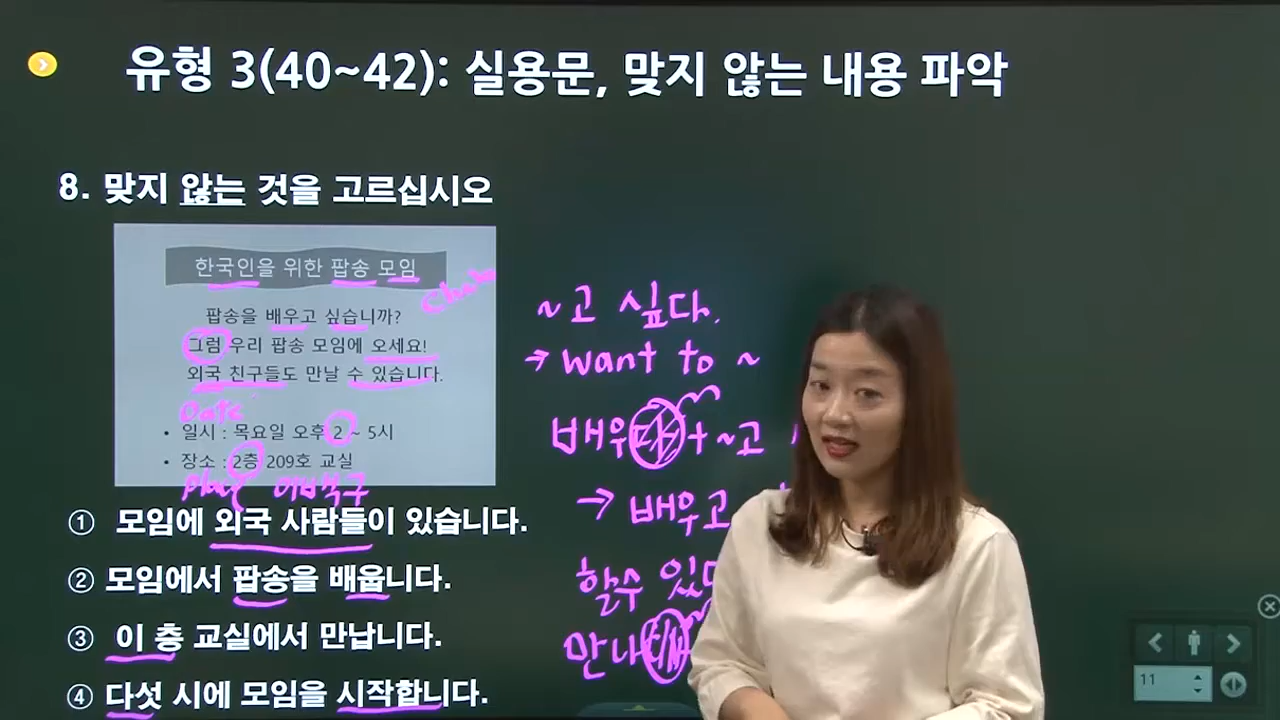 유형 3(40~42): 실용문, 맞지 않는 내용 파악
8. 맞지 않는 것을 고르십시오
한국인을 위한 팝송 모임
팝송을 배우고 싶습니까?
그럼 우리 팝송 모임에 오세요!
외국 친구들도 만날 수 있습니다.
Date
• 일시 : 목요일 오후 2 ~ 5시
• 장소 : 2층 209호 교실
이백구
① 모임에 외국 사람들이 있습니다.
② 모임에서 팝송을 배웁니다.
③ 이 층 교실에서 만납니다.
④ 다섯 시에 모임을 시작합니다.
~고 싶다.
→ want to ~
배우다 + ~고
→ 배우고
할수
만나
11